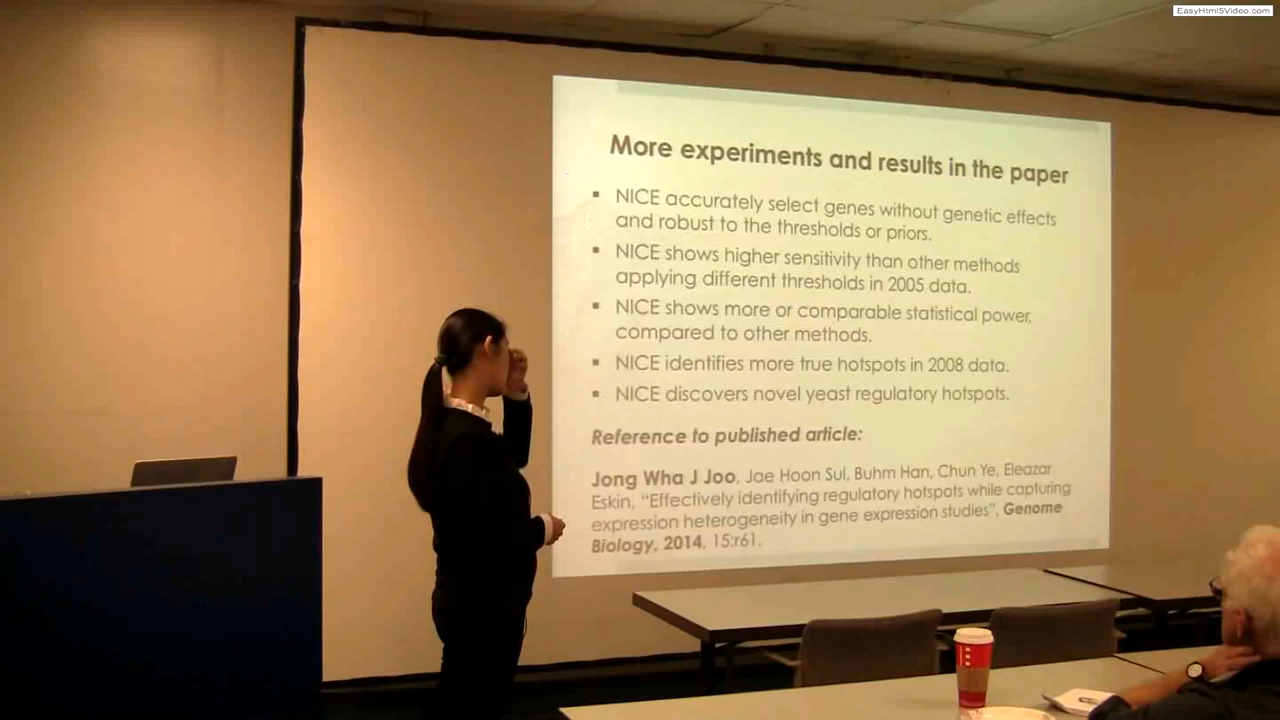 EasyHtml5Video.com
More experiments and results in the paper
▪ NICE accurately select genes without genetic effects
and robust to the thresholds or priors.
▪ NICE shows higher sensitivity than other methods
applying different thresholds in 2005 data.
▪ NICE shows more or comparable statistical power,
compared to other methods.
▪ NICE identifies more true hotspots in 2008 data.
▪ NICE discovers novel yeast regulatory hotspots.
Reference to published article:
Jong Wha J Joo, Jae Hoon Sul, Buhm Han, Chun Ye, Eleazar
Eskin, “Effectively identifying regulatory hotspots while capturing
expression heterogeneity in gene expression studies”, Genome
Biology, 2014, 15:r61.